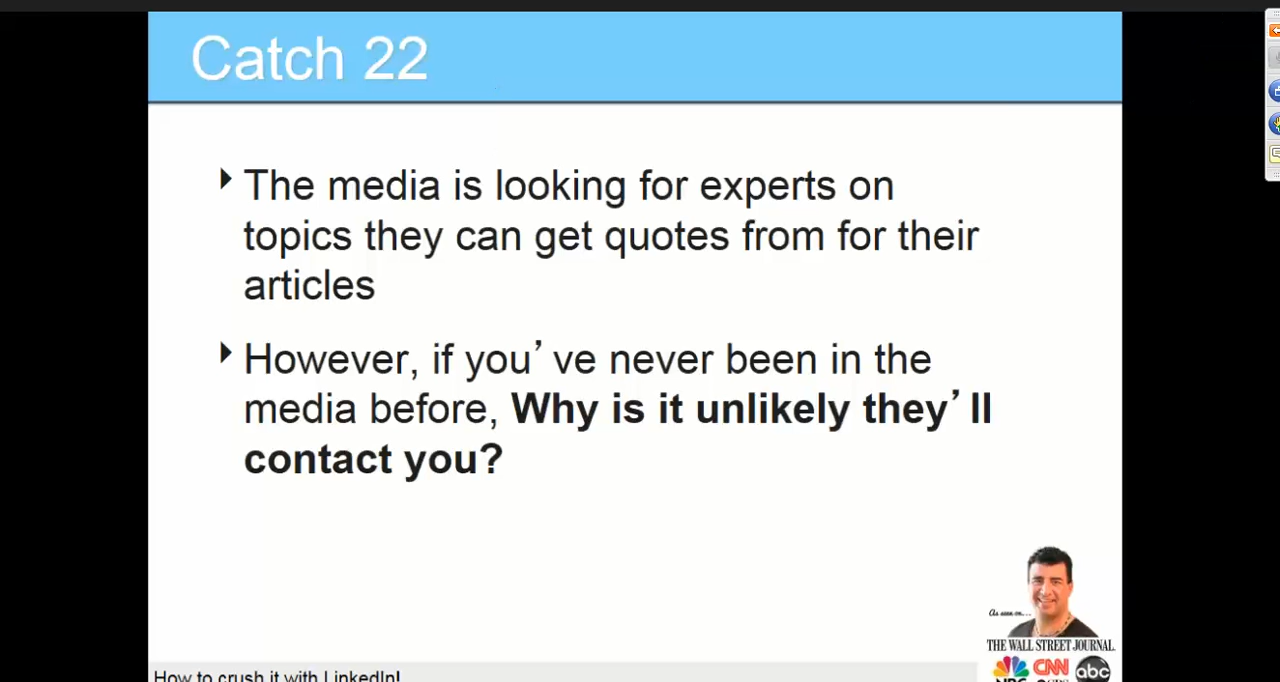 Catch 22
The media is looking for experts on
topics they can get quotes from for their
articles
However, if you've never been in the
media before, Why is it unlikely they'll
contact you?
As seen on...
THE WALL STREET JOURNAL.
CNN
abc
NBC
How to crush it with LinkedIn!